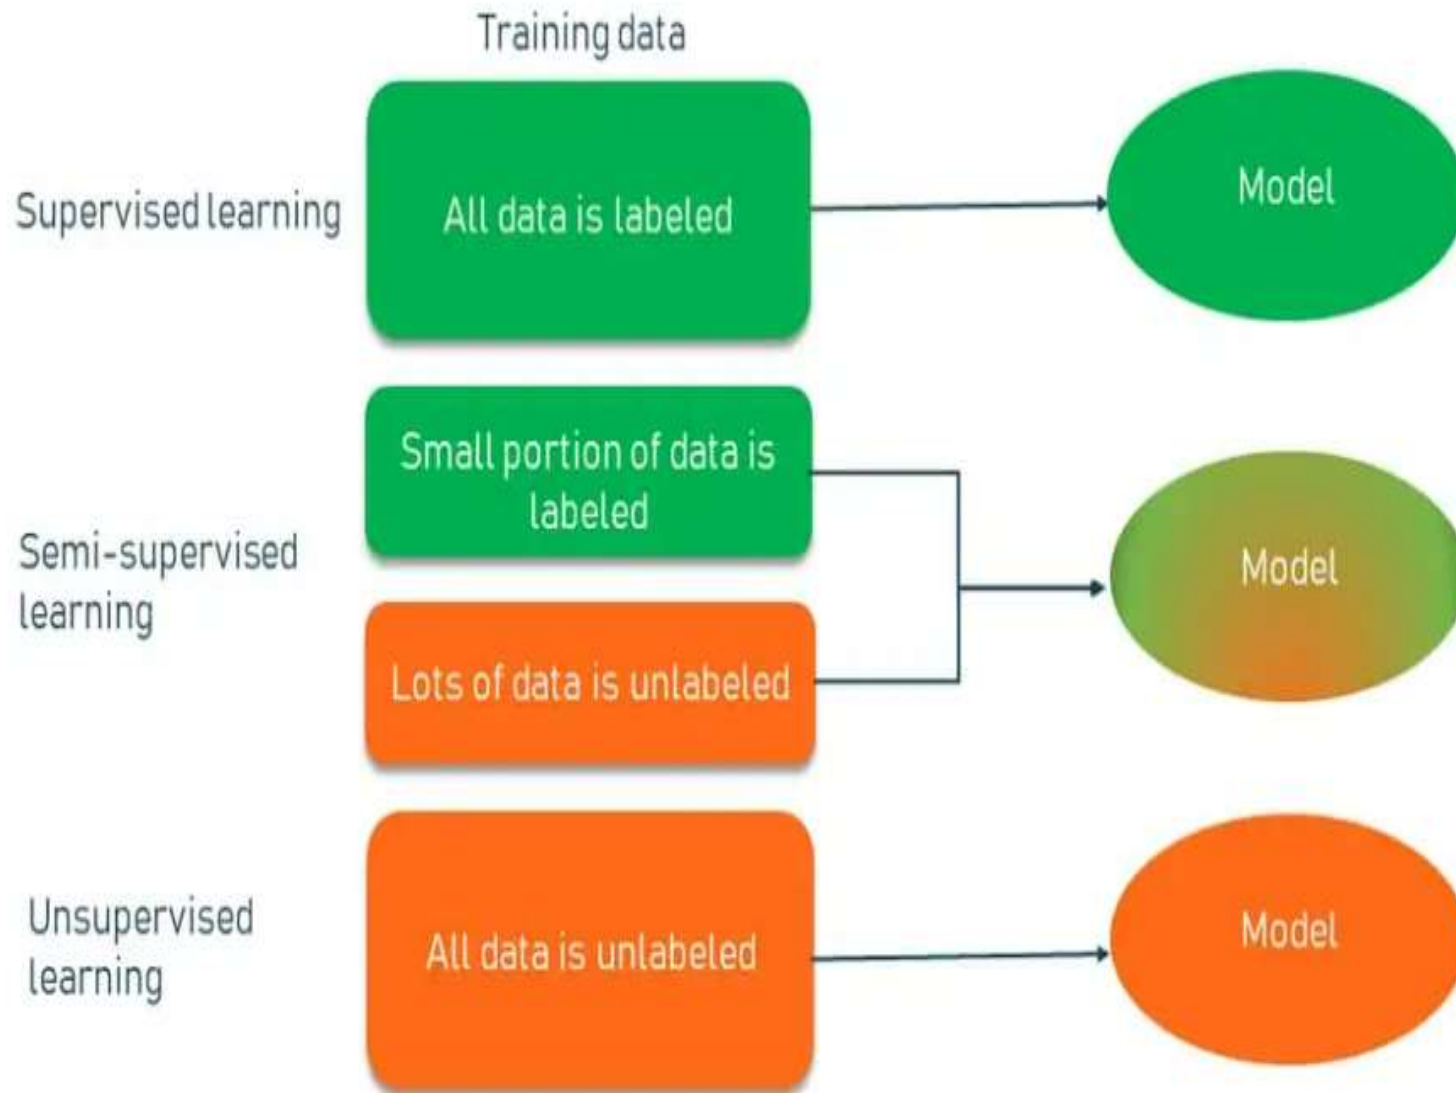 Training data
Supervised learning
All data is labeled
Model
Semi-supervised
learning
Small portion of data is
labeled
Lots of data is unlabeled
Model
Unsupervised
learning
All data is unlabeled
Model